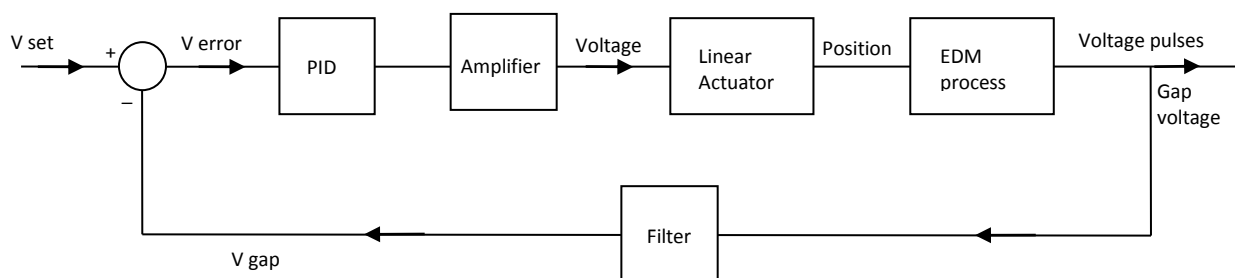 V set
+
−
V error
PID
Amplifier
Voltage
Linear
Actuator
Position
EDM
process
Voltage pulses
Gap
voltage
Filter
V gap